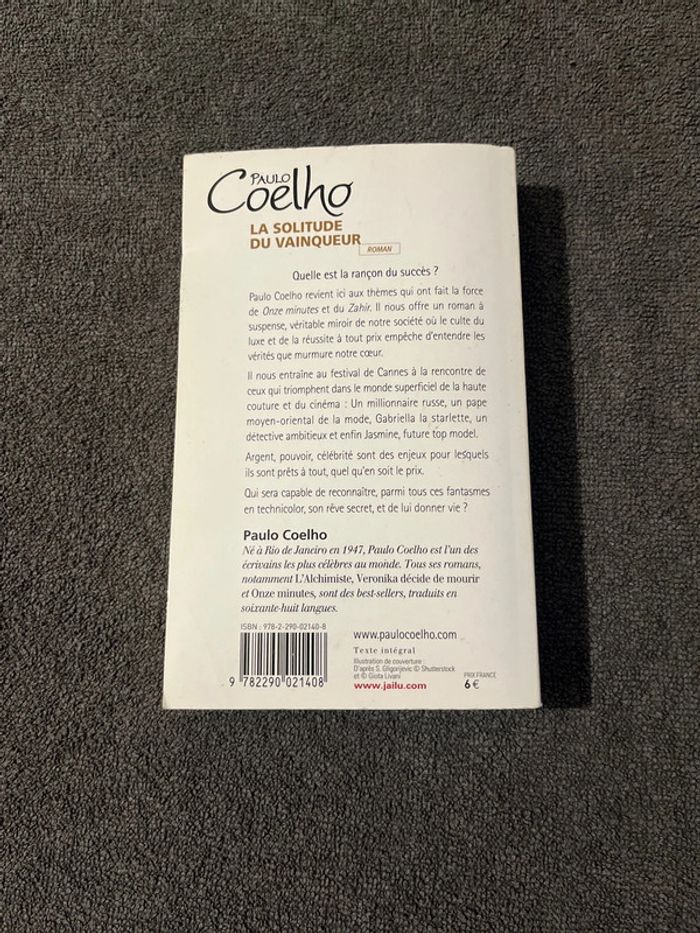 PAULO
Coelho
LA SOLITUDE
DU VAINQUEUR
ROMAN
Quelle est la rançon du succès ?
Paulo Coelho revient ici aux thèmes qui ont fait la force
de Onze minutes et du Zahir. Il nous offre un roman à
suspense, véritable miroir de notre société où le culte du
luxe et de la réussite à tout prix empêche d'entendre les
vérités que murmure notre cœur.
Il nous entraîne au festival de Cannes à la rencontre de
ceux qui triomphent dans le monde superficiel de la haute
couture et du cinéma : Un millionnaire russe, un pape
moyen-oriental de la mode, Gabriella la starlette, un
détective ambitieux et enfin Jasmine, future top model.
Argent, pouvoir, célébrité sont des enjeux pour lesquels
ils sont prêts à tout, quel qu'en soit le prix.
Qui sera capable de reconnaître, parmi tous ces fantasmes
en technicolor, son rêve secret, et de lui donner vie ?
Paulo Coelho
Né à Rio de Janeiro en 1947, Paulo Coelho est l'un des
écrivains les plus célèbres au monde. Tous ses romans,
notamment L'Alchimiste, Veronika décide de mourir
et Onze minutes, sont des best-sellers, traduits en
soixante-huit langues.
ISBN : 978-2-290-02140-8
9 782290 021408
www.paulocoelho.com
Texte intégral
Illustration de couverture :
D'après S. Gligorijevic © Shutterstock
et © Giota Livani
www.jailu.com
PRIX FRANCE
6 €